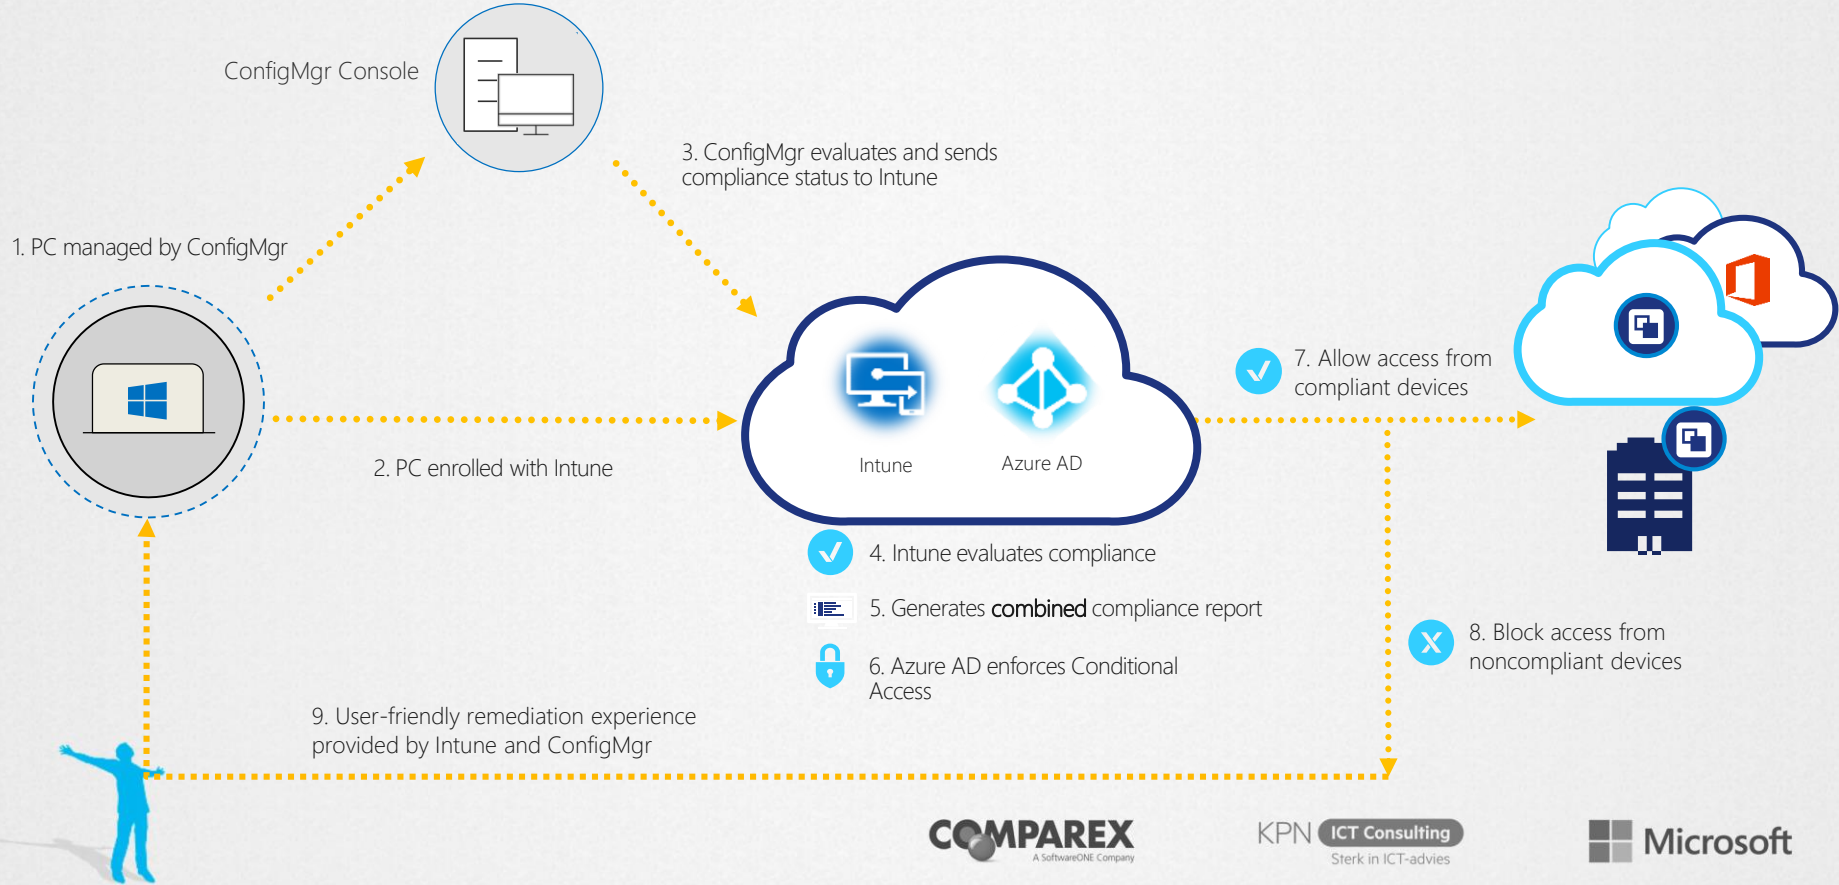 ConfigMgr Console
3. ConfigMgr evaluates and sends
compliance status to Intune
1. PC managed by ConfigMgr
7. Allow access from
compliant devices
2. PC enrolled with Intune
Intune
Azure AD
4. Intune evaluates compliance
5. Generates combined compliance report
6. Azure AD enforces Conditional
Access
8. Block access from
noncompliant devices
9. User-friendly remediation experience
provided by Intune and ConfigMgr
COMPAREX
A SoftwareONE Company
KPN ICT Consulting
Sterk in ICT-advies
Microsoft